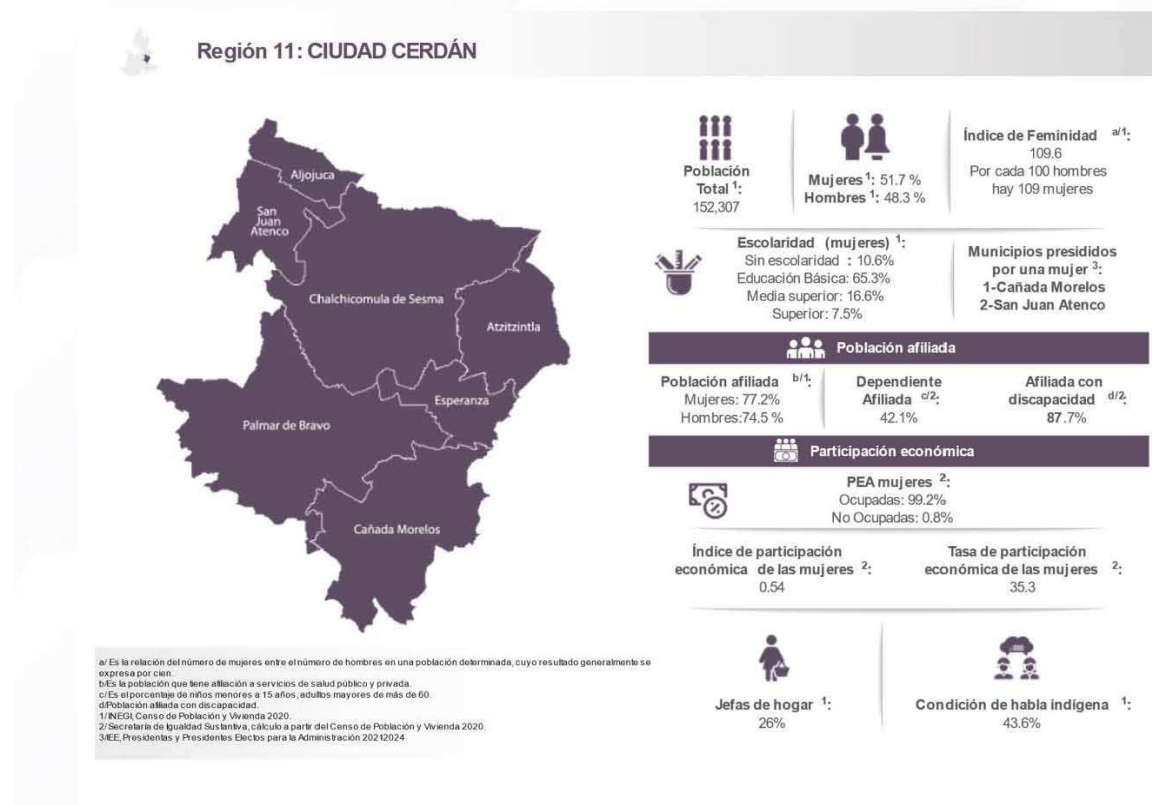 Región 11: CIUDAD CERDÁN
Aljojuca
San
Juan
Atenco
Chalchicomula de Sesma
Atzitzintla
Esperanza
Palmar de Bravo
Cañada Morelos
Población
Total 1:
152,307
Mujeres 1: 51.7 %
Hombres 1: 48.3 %
Índice de Feminidad a/1:
109.6
Por cada 100 hombres
hay 109 mujeres
Escolaridad (mujeres) 1:
Sin escolaridad : 10.6%
Educación Básica: 65.3%
Media superior: 16.6%
Superior: 7.5%
Municipios presididos
por una mujer 3:
1-Cañada Morelos
2-San Juan Atenco
Población afiliada
Población afiliada b/1:
Mujeres: 77.2%
Hombres:74.5 %
Dependiente
Afiliada c/2:
42.1%
Afiliada con
discapacidad d/2:
87.7%
Participación económica
PEA mujeres 2:
Ocupadas: 99.2%
No Ocupadas: 0.8%
Índice de participación
económica de las mujeres 2:
0.54
Tasa de participación
económica de las mujeres 2:
35.3
Jefas de hogar 1:
26%
Condición de habla indígena 1:
43.6%
a/ Es la relación del número de mujeres entre el número de hombres en una población determinada, cuyo resultado generalmente se
expresa por cien.
b/Es la población que tiene afiliación a servicios de salud público y privada.
c/ Es el porcentaje de niños menores a 15 años, adultos mayores de más de 60.
d/Población afiliada con discapacidad.
1/ INEGI, Censo de Población y Vivienda 2020.
2/ Secretaría de Igualdad Sustantiva, cálculo a partir del Censo de Población y Vivienda 2020.
3/IEE, Presidentas y Presidentes Electos para la Administración 20212024